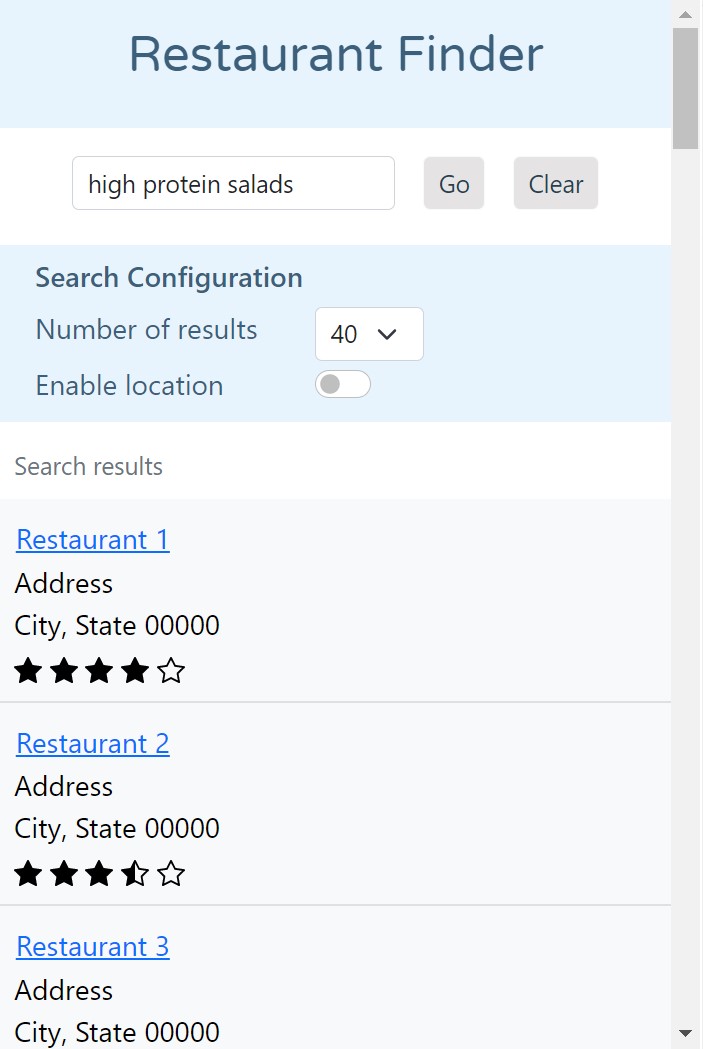 Restaurant Finder
high protein salads Go Clear
Search Configuration
Number of results 40
Enable location
Search results
Restaurant 1
Address
City, State 00000
Restaurant 2
Address
City, State 00000
Restaurant 3
Address
City, State 00000